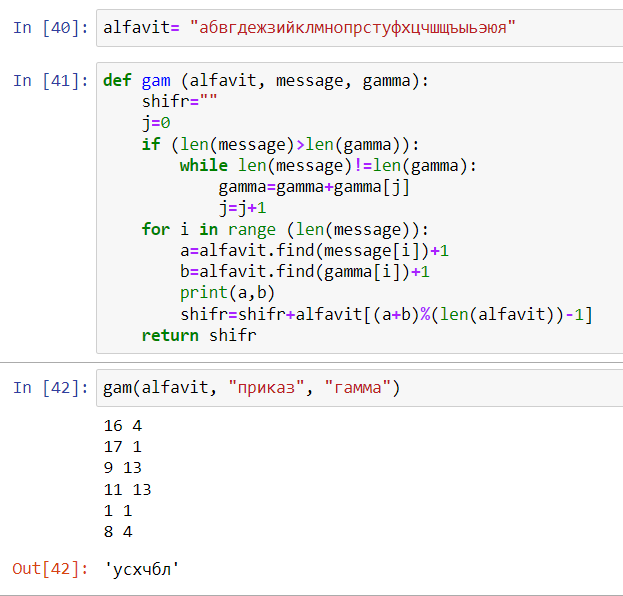 In [40]: alfavit= "абвгдежзийклмнопрстуфхцчшщъыьэюя"
In [41]: def gam (alfavit, message, gamma):
    shifr=""
    j=0
    if (len(message)>len(gamma)):
        while len(message)!=len(gamma):
            gamma=gamma+gamma[j]
            j=j+1
    for i in range (len(message)):
        a=alfavit.find(message[i])+1
        b=alfavit.find(gamma[i])+1
        print(a,b)
        shifr=shifr+alfavit[(a+b)%(len(alfavit))-1]
    return shifr
In [42]: gam(alfavit, "приказ", "гамма")
16 4
17 1
9 13
11 13
1 1
8 4
Out[42]: 'усхчбл'